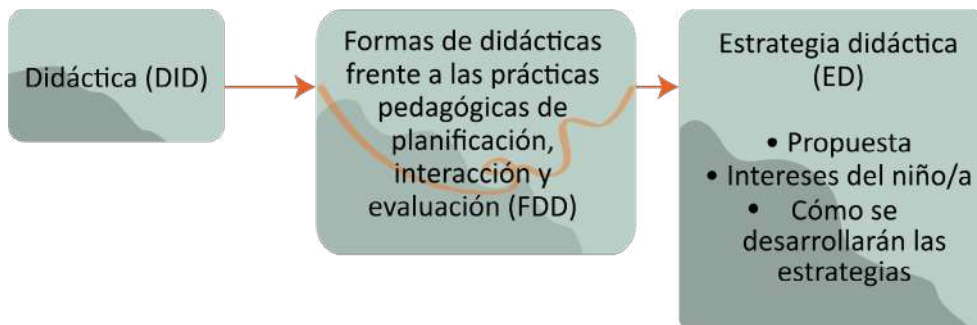 Didáctica (DID)
Formas de didácticas
frente a las prácticas
pedagógicas de
planificación,
interacción y
evaluación (FDD)
Estrategia didáctica
(ED)
• Propuesta
• Intereses del niño/a
• Cómo se
desarrollarán las
estrategias